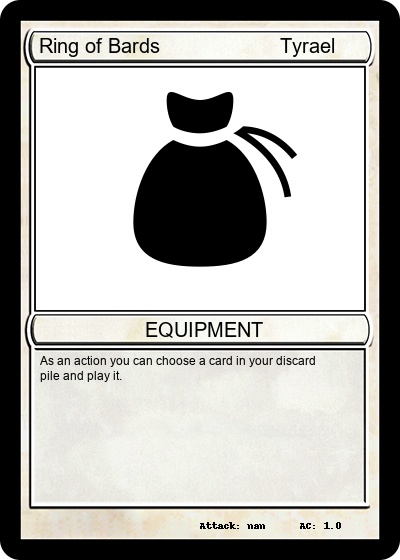 Ring of Bards Tyrael
EQUIPMENT
As an action you can choose a card in your discard
pile and play it.
Attack: nan AC: 1.0